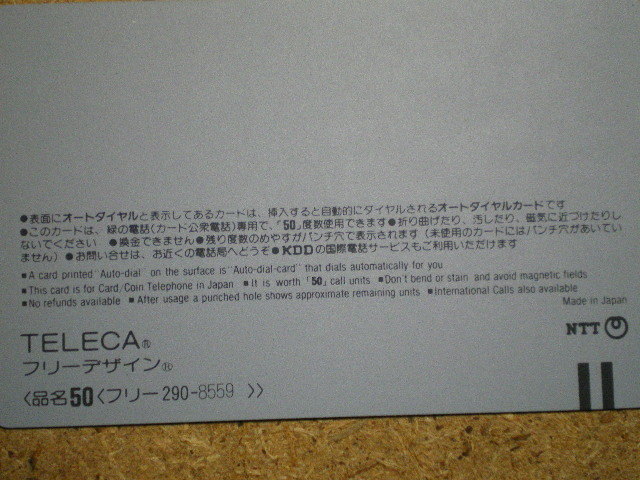 ●表面にオートダイヤルと表示してあるカードは、挿入すると自動的にダイヤルされるオートダイヤルカードです
●このカードは、緑の電話(カード公衆電話)専用で、「50」度数使用できます●折り曲げたり、汚したり、磁気に近づけたりし
ないでください ●換金できません●残り度数のめやすがパンチ穴で表示されます(未使用のカードにはパンチ穴があいてい
ません)●お問い合せは、お近くの電話局へどうぞ●KDDの国際電話サービスもご利用いただけます
■A card printed "Auto-dial" on the surface is "Auto-dial-card" that dials automatically for you
■This card is for Card/Coin Telephone in Japan ■It is worth「50」call units ■Don't bend or stain and avoid magnetic fields
■No refunds available ■After usage a punched hole shows approximate remaining units ■International Calls also available
Made in Japan
NTT
TELECA®
フリーデザイン®
〈品名50〈フリー290-8559 〉〉